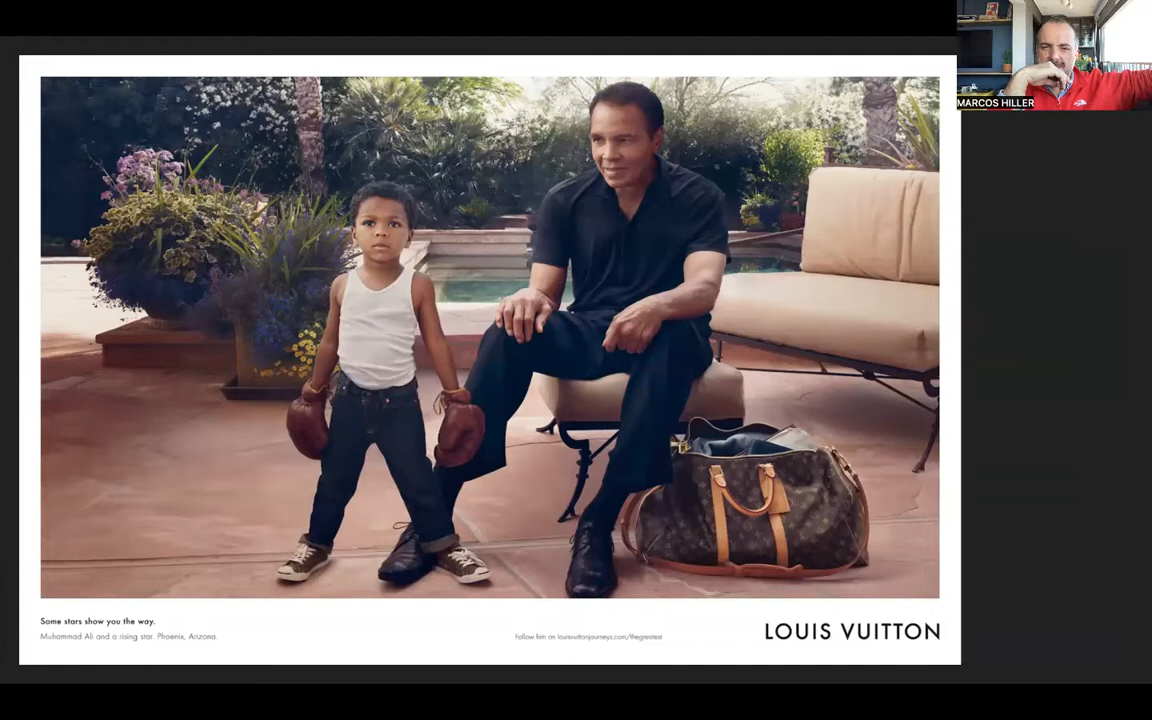 MARCOS HILLER
Some stars show you the way.
Muhammad Ali and a rising star. Phoenix, Arizona.
Follow him on louisvuittonjourneys.com/thegreatest
LOUIS VUITTON